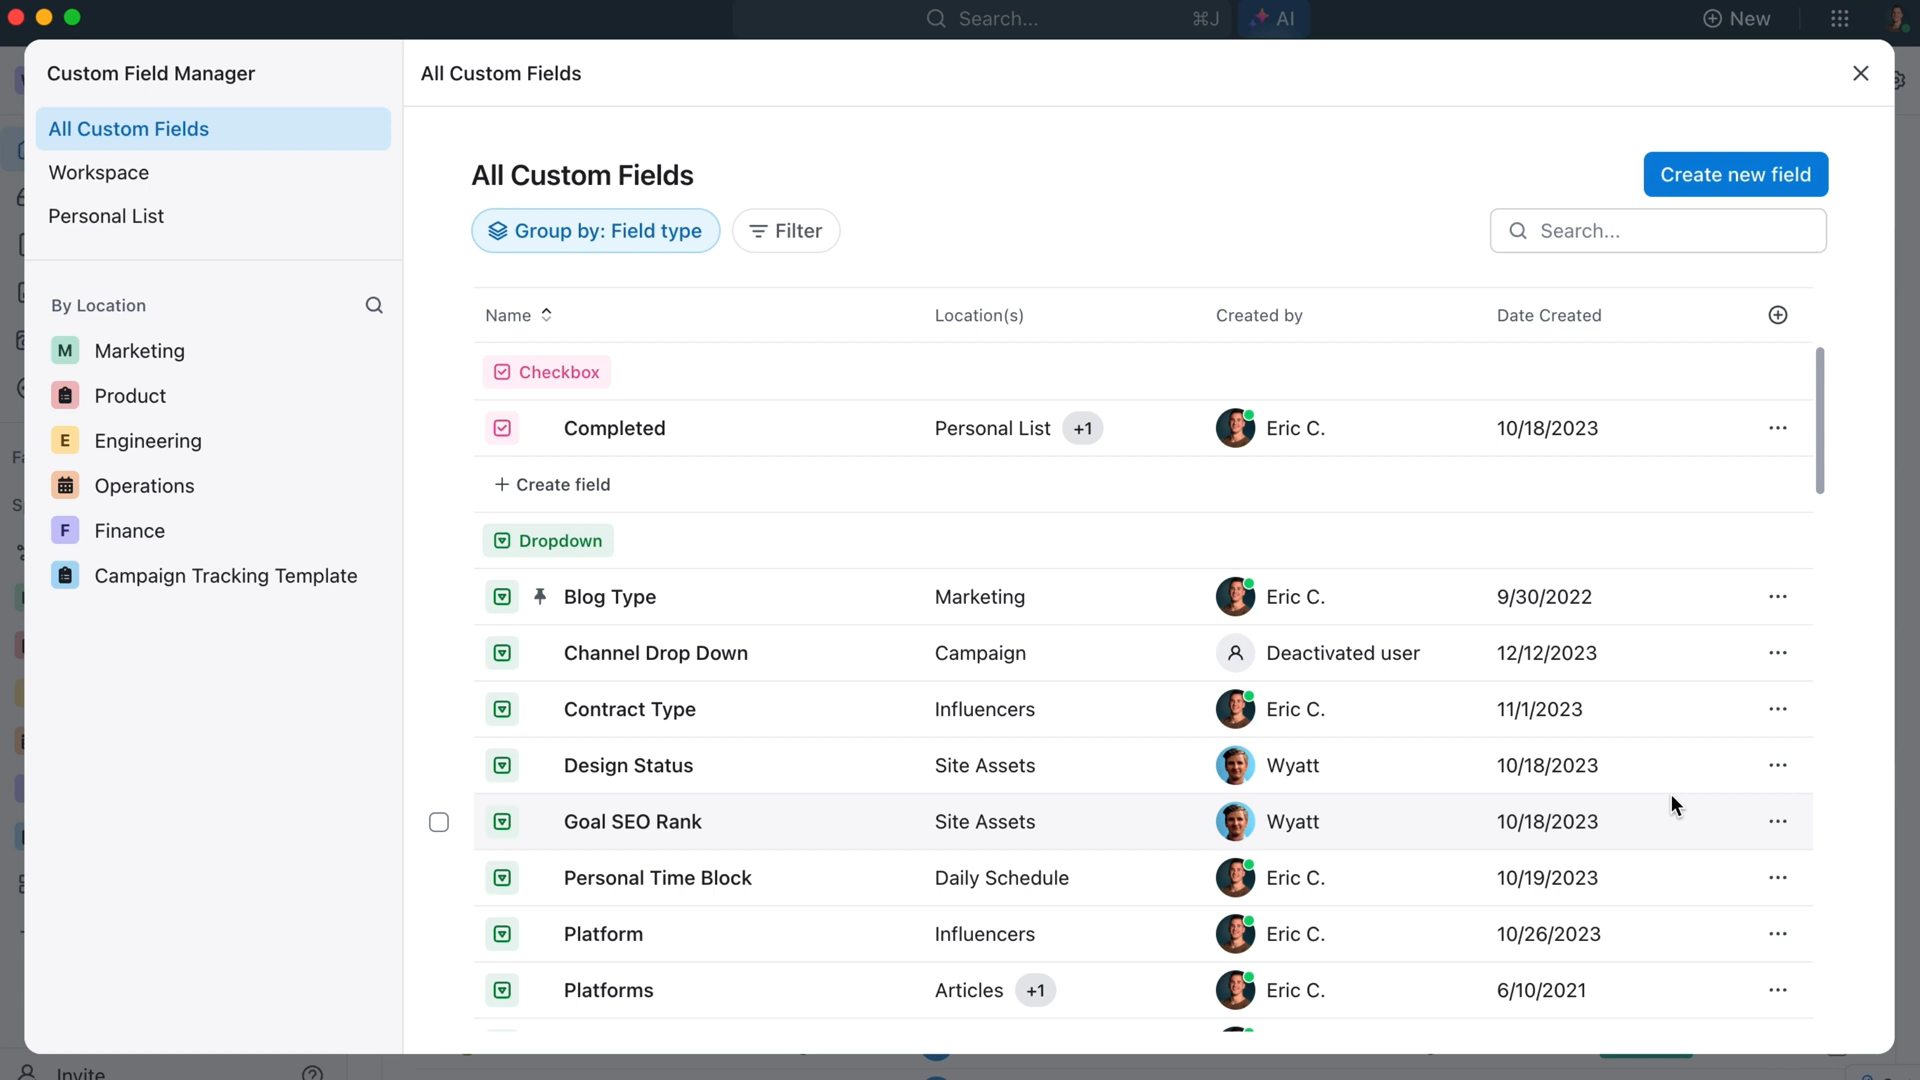 Search... ⌘J AI New
Custom Field Manager
All Custom Fields
Workspace
Personal List
By Location
M Marketing
Product
E Engineering
Operations
F Finance
Campaign Tracking Template
All Custom Fields
All Custom Fields
Create new field
Group by: Field type Filter
Search...
Name Location(s) Created by Date Created
Checkbox
Completed Personal List +1 Eric C. 10/18/2023
+ Create field
Dropdown
Blog Type Marketing Eric C. 9/30/2022
Channel Drop Down Campaign Deactivated user 12/12/2023
Contract Type Influencers Eric C. 11/1/2023
Design Status Site Assets Wyatt 10/18/2023
Goal SEO Rank Site Assets Wyatt 10/18/2023
Personal Time Block Daily Schedule Eric C. 10/19/2023
Platform Influencers Eric C. 10/26/2023
Platforms Articles +1 Eric C. 6/10/2021
Invite